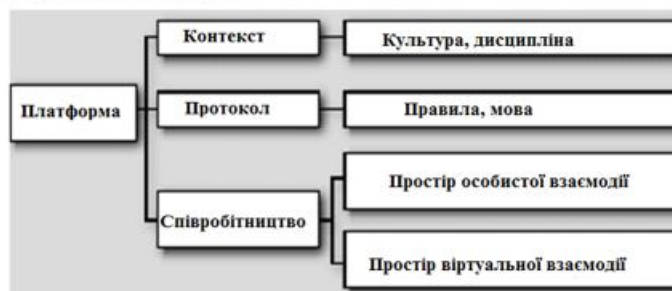 Контекст
Культура, дисципліна
Платформа
Протокол
Правила, мова
Співробітництво
Простір особистої взаємодії
Простір віртуальної взаємодії